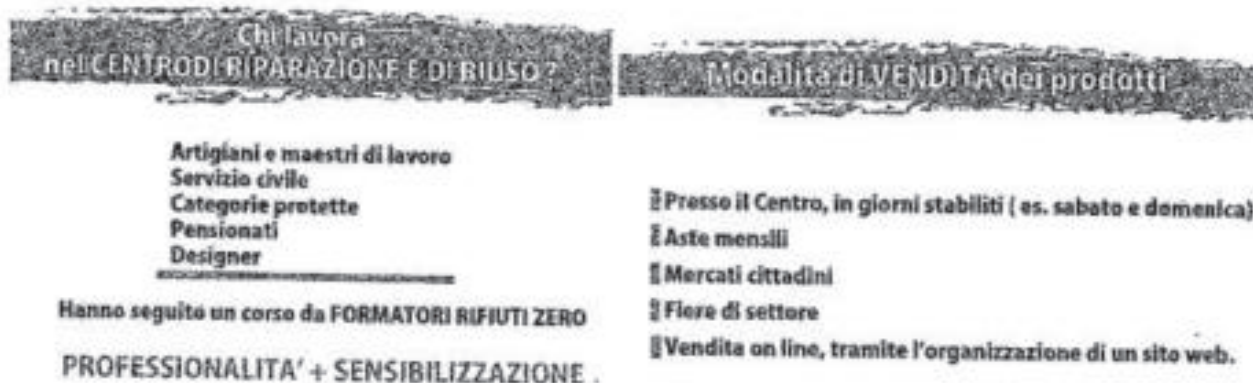 Chi lavora
nel CENTRODI RIPARAZIONE E DI RIUSO ?
Artigiani e maestri di lavoro
Servizio civile
Categorie protette
Pensionati
Designer
Hanno seguito un corso da FORMATORI RIFIUTI ZERO
PROFESSIONALITA' + SENSIBILIZZAZIONE .
Modalità di VENDITA dei prodotti
Presso il Centro, in giorni stabiliti ( es. sabato e domenica)
Aste mensili
Mercati cittadini
Fiere di settore
Vendita on line, tramite l'organizzazione di un sito web.